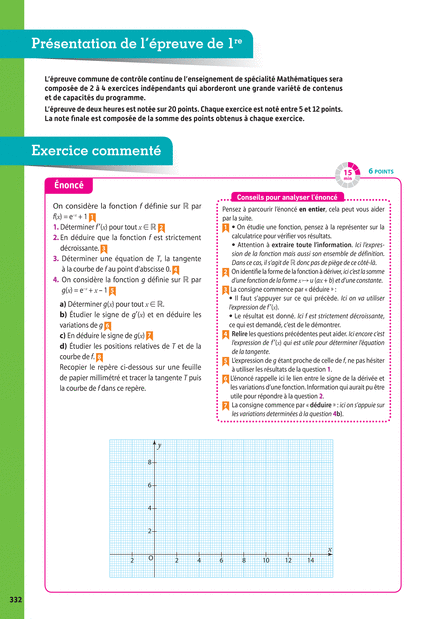 Présentation de l'épreuve de 1re
L'épreuve commune de contrôle continu de l'enseignement de spécialité Mathématiques sera
composée de 2 à 4 exercices indépendants qui aborderont une grande variété de contenus
et de capacités du programme.
L'épreuve de deux heures est notée sur 20 points. Chaque exercice est noté entre 5 et 12 points.
La note finale est composée de la somme des points obtenus à chaque exercice.
Exercice commenté
15
min
6 POINTS
Énoncé
On considère la fonction f définie sur ℝ par
f(x) = e⁻ˣ + 1 1
1. Déterminer f'(x) pour tout x ∈ ℝ 2
2. En déduire que la fonction f est strictement
décroissante. 3
3. Déterminer une équation de T, la tangente
à la courbe de f au point d'abscisse 0. 4
4. On considère la fonction g définie sur ℝ par
g(x) = e⁻ˣ + x – 1 5
a) Déterminer g'(x) pour tout x ∈ ℝ.
b) Étudier le signe de g'(x) et en déduire les
variations de g 6
c) En déduire le signe de g(x) 7
d) Étudier les positions relatives de T et de la
courbe de f. 8
Recopier le repère ci-dessous sur une feuille
de papier millimétré et tracer la tangente T puis
la courbe de f dans ce repère.
Conseils pour analyser l'énoncé
Pensez à parcourir l'énoncé en entier, cela peut vous aider
par la suite.
1 • On étudie une fonction, pensez à la représenter sur la
calculatrice pour vérifier vos résultats.
• Attention à extraire toute l'information. Ici l'expres-
sion de la fonction mais aussi son ensemble de définition.
Dans ce cas, il s'agit de ℝ donc pas de piège de ce côté-là.
2 On identifie la forme de la fonction à dériver, ici c'est la somme
d'une fonction de la forme x ↦ u (ax + b) et d'une constante.
3 La consigne commence par « déduire » :
• Il faut s'appuyer sur ce qui précède. Ici on va utiliser
l'expression de f'(x).
• Le résultat est donné. Ici f est strictement décroissante,
ce qui est demandé, c'est de le démontrer.
4 Relire les questions précédentes peut aider. Ici encore c'est
l'expression de f'(x) qui est utile pour déterminer l'équation
de la tangente.
5 L'expression de g étant proche de celle de f, ne pas hésiter
à utiliser les résultats de la question 1.
6 L'énoncé rappelle ici le lien entre le signe de la dérivée et
les variations d'une fonction. Information qui aurait pu être
utile pour répondre à la question 2.
7 La consigne commence par « déduire » : ici on s'appuie sur
les variations déterminées à la question 4b).
y
8
6
4
2
x
2 O 2 4 6 8 10 12 14
332